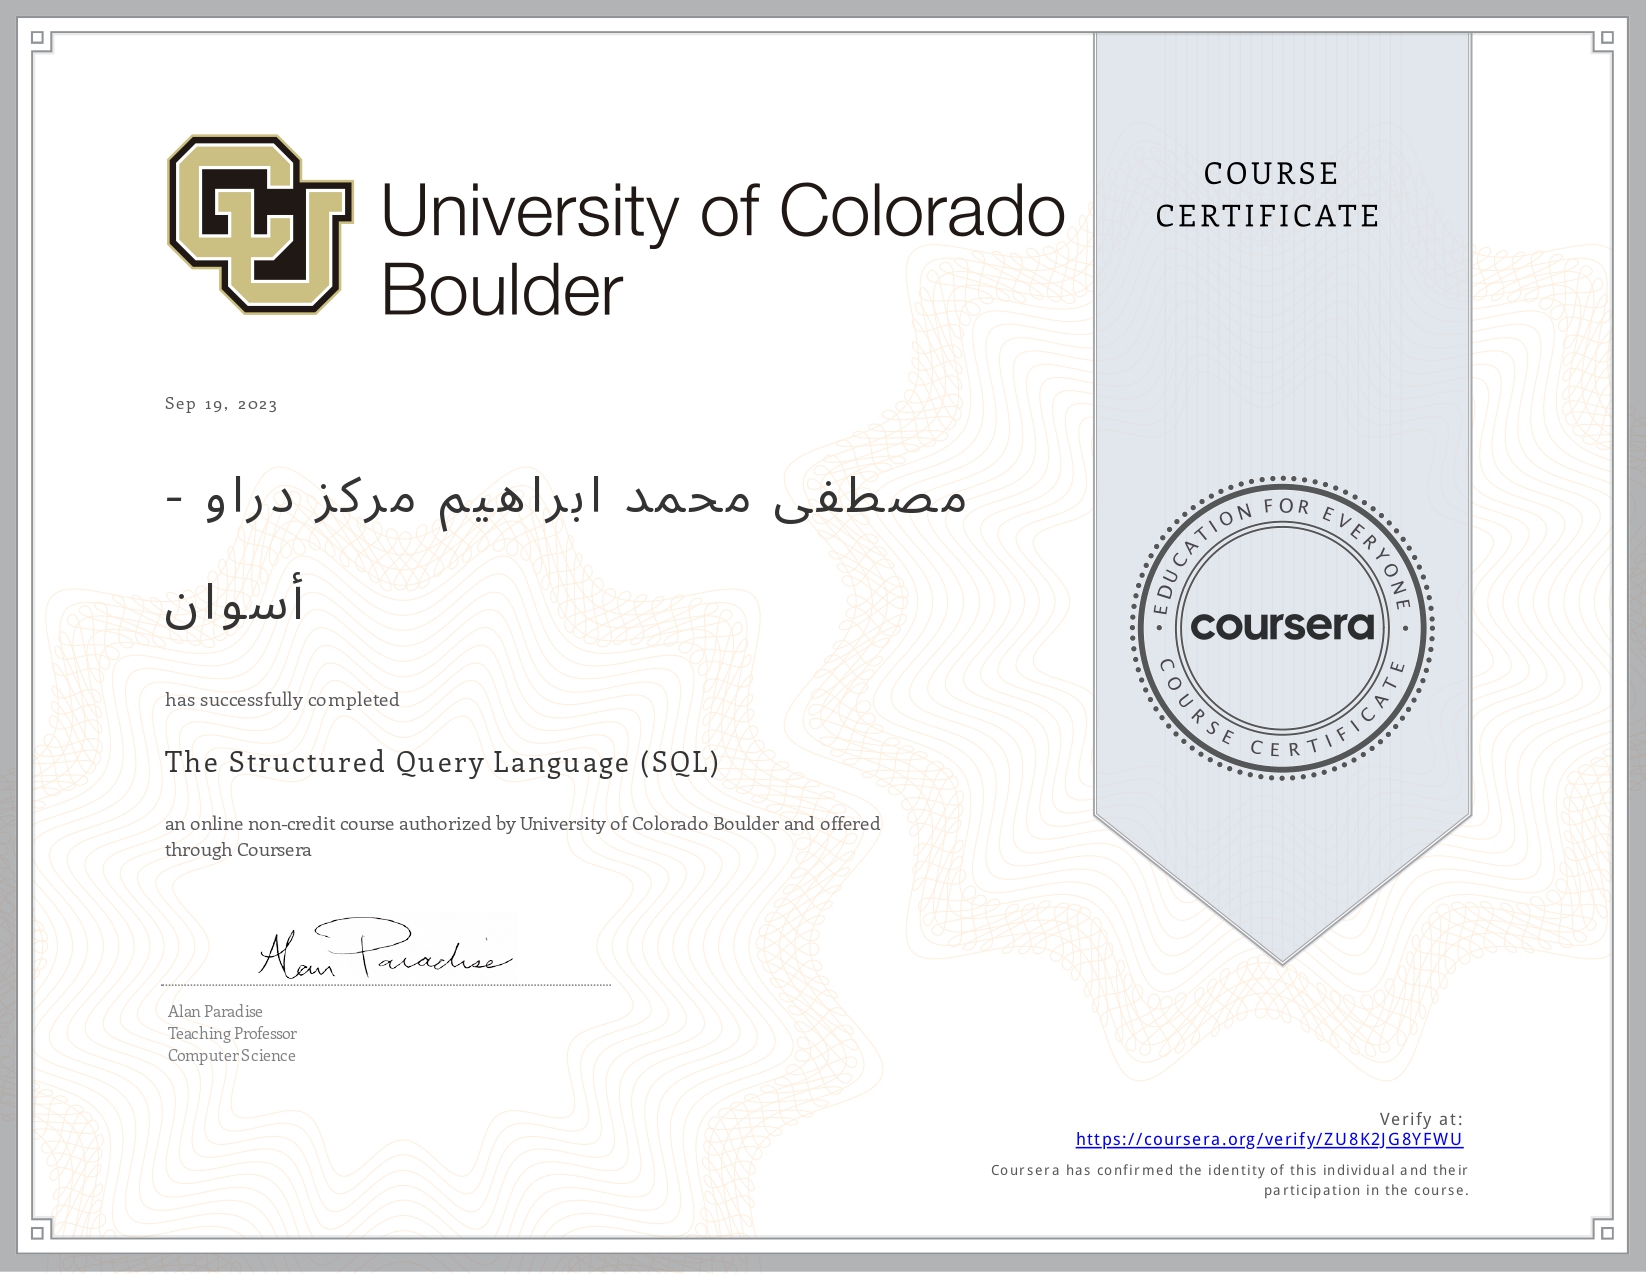 University of Colorado
Boulder
COURSE
CERTIFICATE
Sep 19, 2023
مصطفى محمد ابراهيم مركز دراو -
أسوان
has successfully completed
The Structured Query Language (SQL)
an online non-credit course authorized by University of Colorado Boulder and offered
through Coursera
EDUCATION FOR EVERYONE
coursera
COURSE CERTIFICATE
Alan Paradise
Alan Paradise
Teaching Professor
Computer Science
Verify at:
https://coursera.org/verify/ZU8K2JG8YFWU
Coursera has confirmed the identity of this individual and their
participation in the course.